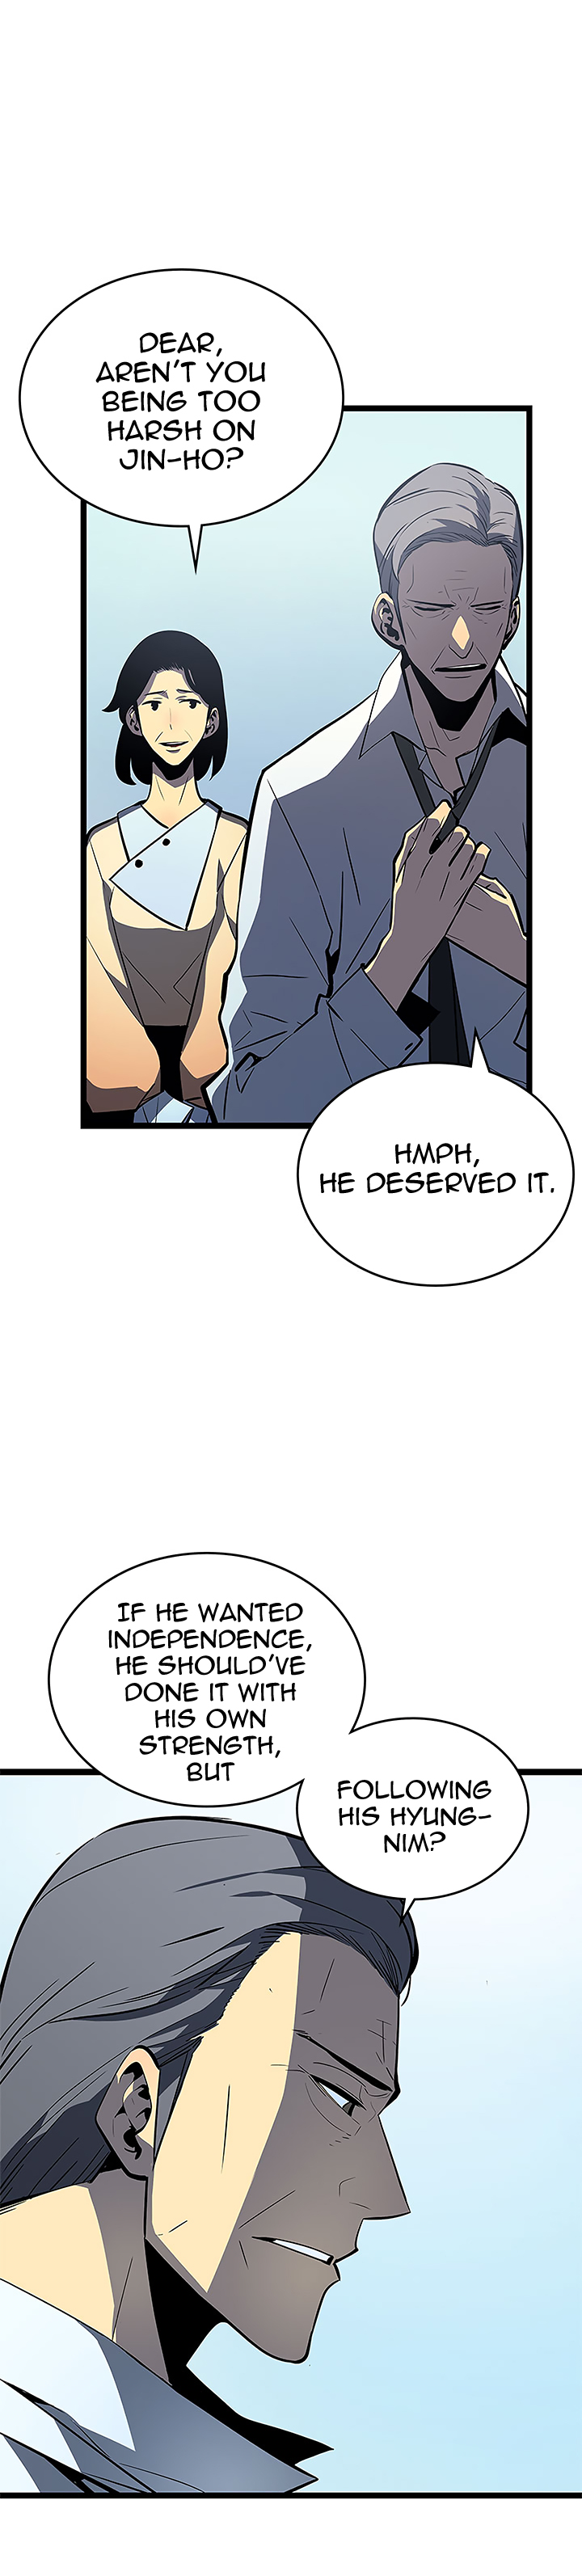 DEAR,
AREN'T YOU
BEING TOO
HARSH ON
JIN-HO?
HMPH,
HE DESERVED IT.
IF HE WANTED
INDEPENDENCE,
HE SHOULD'VE
DONE IT WITH
HIS OWN
STRENGTH,
BUT
FOLLOWING
HIS HYUNG-
NIM?